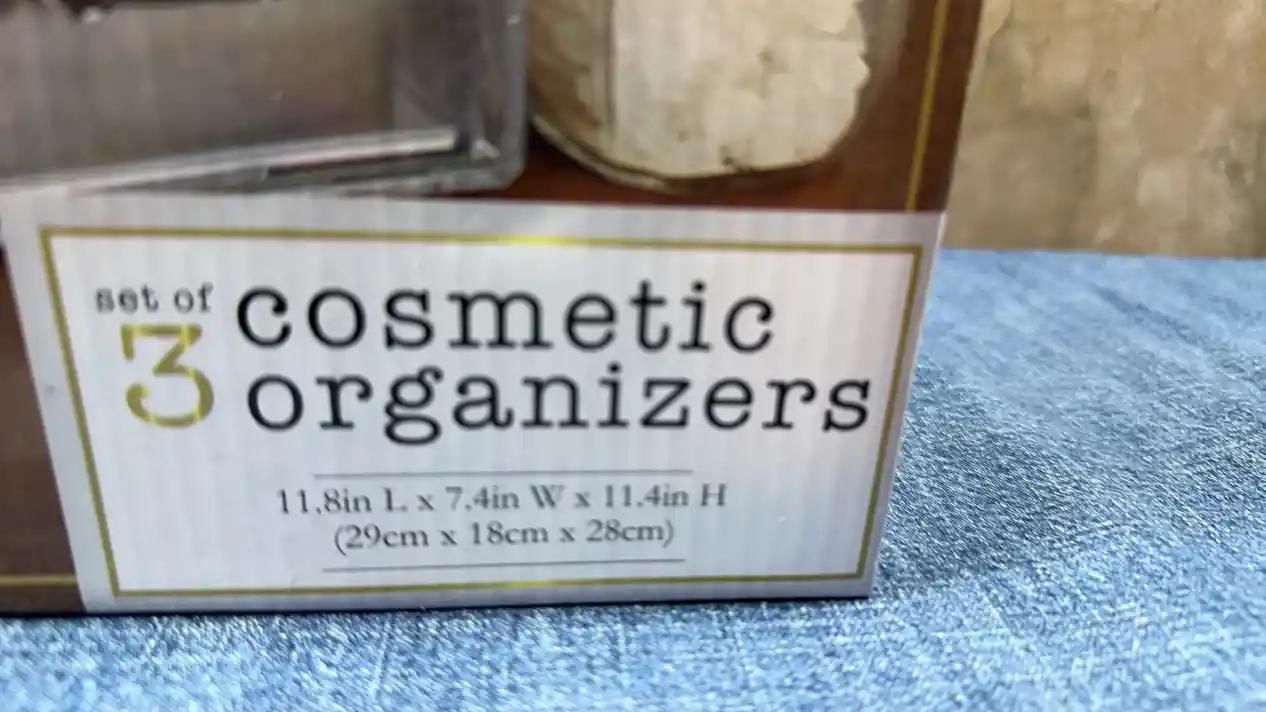 set of
3
cosmetic
organizers
11.8in L x 7.4in W x 11.4in H
(29cm x 18cm x 28cm)